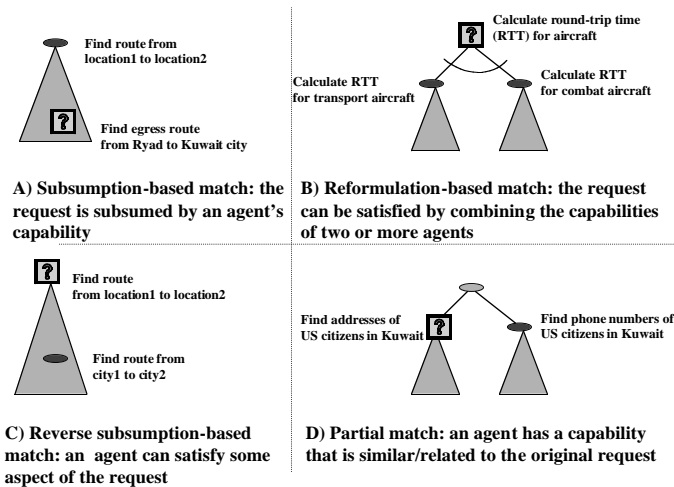 Find route from
location1 to location2
?
Find egress route
from Ryad to Kuwait city
A) Subsumption-based match: the
request is subsumed by an agent's
capability
Calculate round-trip time
(RTT) for aircraft
?
Calculate RTT
for transport aircraft
Calculate RTT
for combat aircraft
B) Reformulation-based match: the request
can be satisfied by combining the capabilities
of two or more agents
?
Find route
from location1 to location2
Find route from
city1 to city2
C) Reverse subsumption-based
match: an agent can satisfy some
aspect of the request
Find addresses of
US citizens in Kuwait
?
Find phone numbers of
US citizens in Kuwait
D) Partial match: an agent has a capability
that is similar/related to the original request